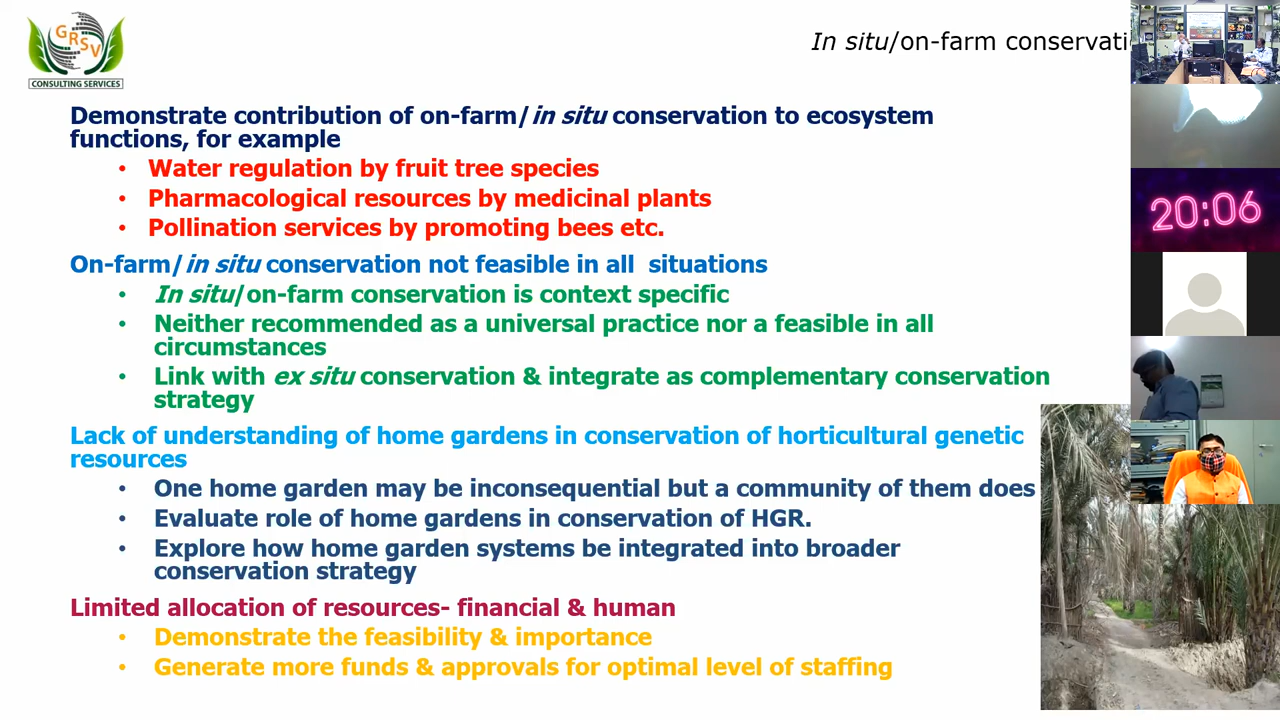 GRSV
CONSULTING SERVICES
In situ/on-farm conservati
20:06
Demonstrate contribution of on-farm/in situ conservation to ecosystem
functions, for example
• Water regulation by fruit tree species
• Pharmacological resources by medicinal plants
• Pollination services by promoting bees etc.
On-farm/in situ conservation not feasible in all situations
• In situ/on-farm conservation is context specific
• Neither recommended as a universal practice nor a feasible in all
circumstances
• Link with ex situ conservation & integrate as complementary conservation
strategy
Lack of understanding of home gardens in conservation of horticultural genetic
resources
• One home garden may be inconsequential but a community of them does
• Evaluate role of home gardens in conservation of HGR.
• Explore how home garden systems be integrated into broader
conservation strategy
Limited allocation of resources- financial & human
• Demonstrate the feasibility & importance
• Generate more funds & approvals for optimal level of staffing